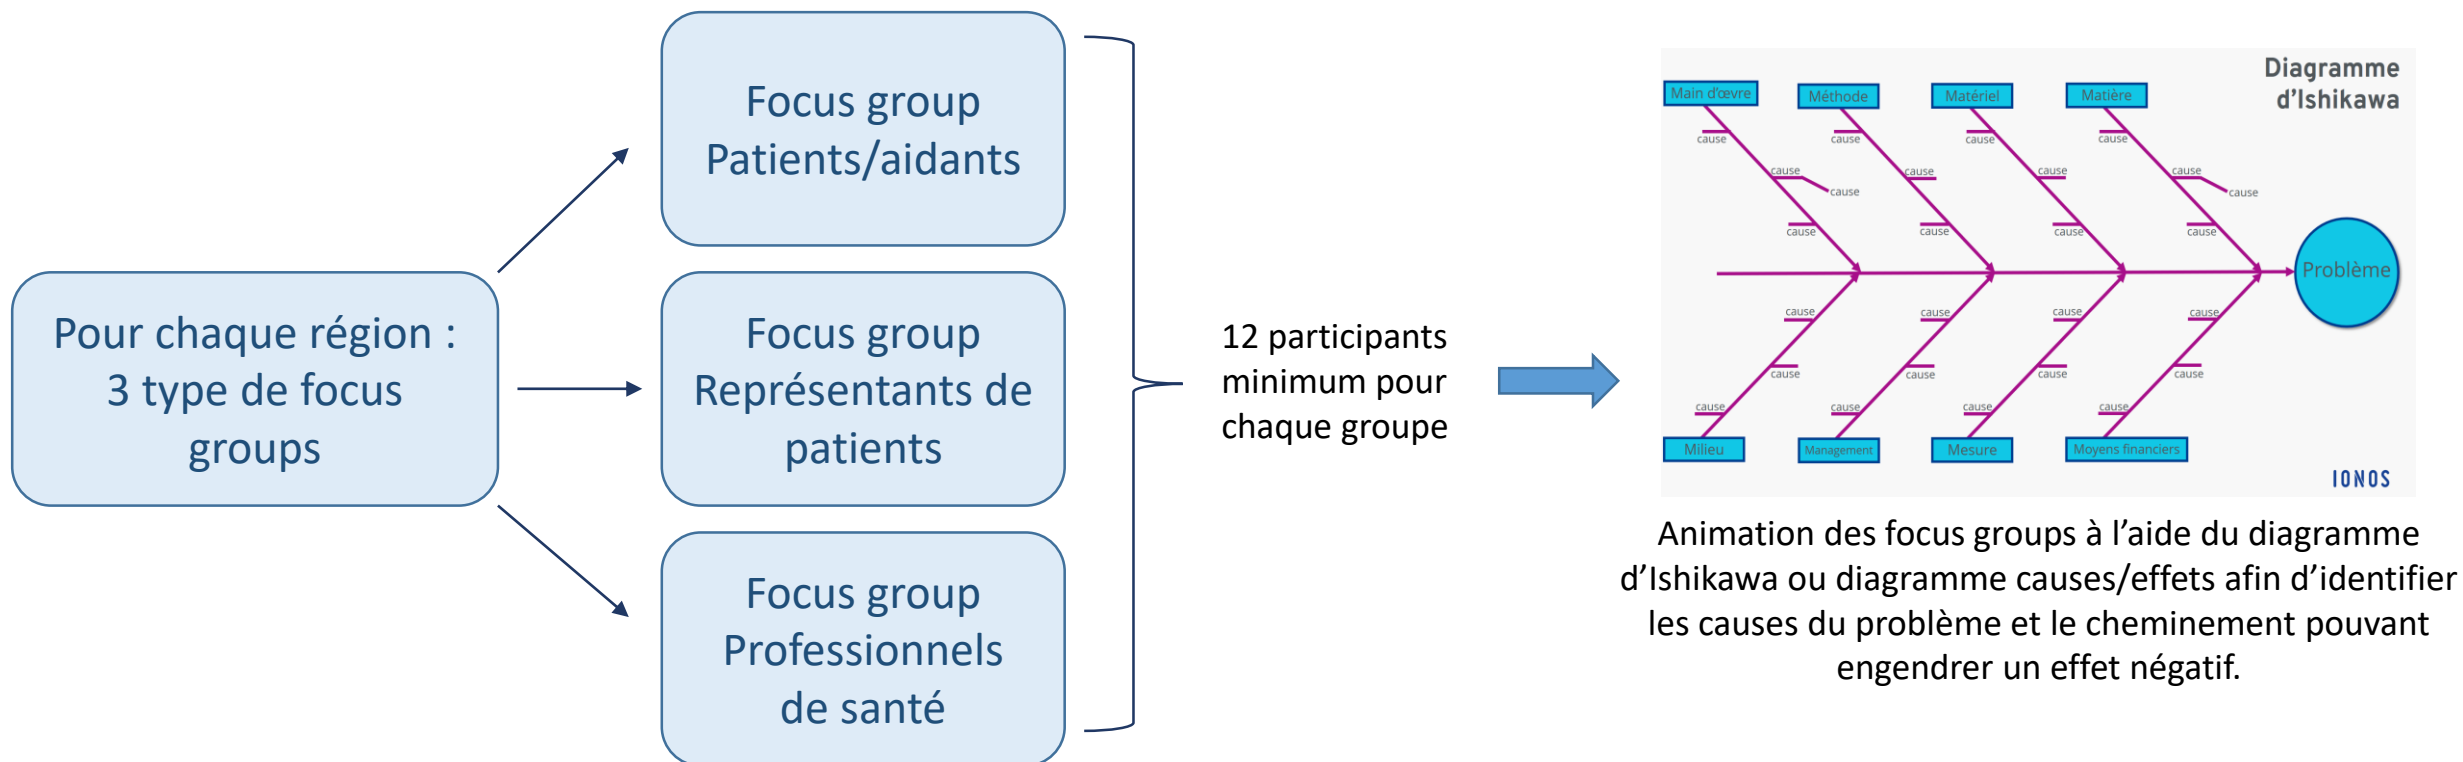 Pour chaque région :
3 type de focus
groups
Focus group
Patients/aidants
Focus group
Représentants de
patients
Focus group
Professionnels
de santé
12 participants
minimum pour
chaque groupe
Diagramme
d'Ishikawa
Main d'œvre
Méthode
Matériel
Matière
cause
cause
cause
cause
cause
cause
cause
cause
cause
cause
cause
cause
cause
cause
Problème
cause
cause
cause
cause
cause
cause
cause
cause
cause
cause
cause
cause
Milieu
Management
Mesure
Moyens financiers
IONOS
Animation des focus groups à l'aide du diagramme
d'Ishikawa ou diagramme causes/effets afin d'identifier
les causes du problème et le cheminement pouvant
engendrer un effet négatif.